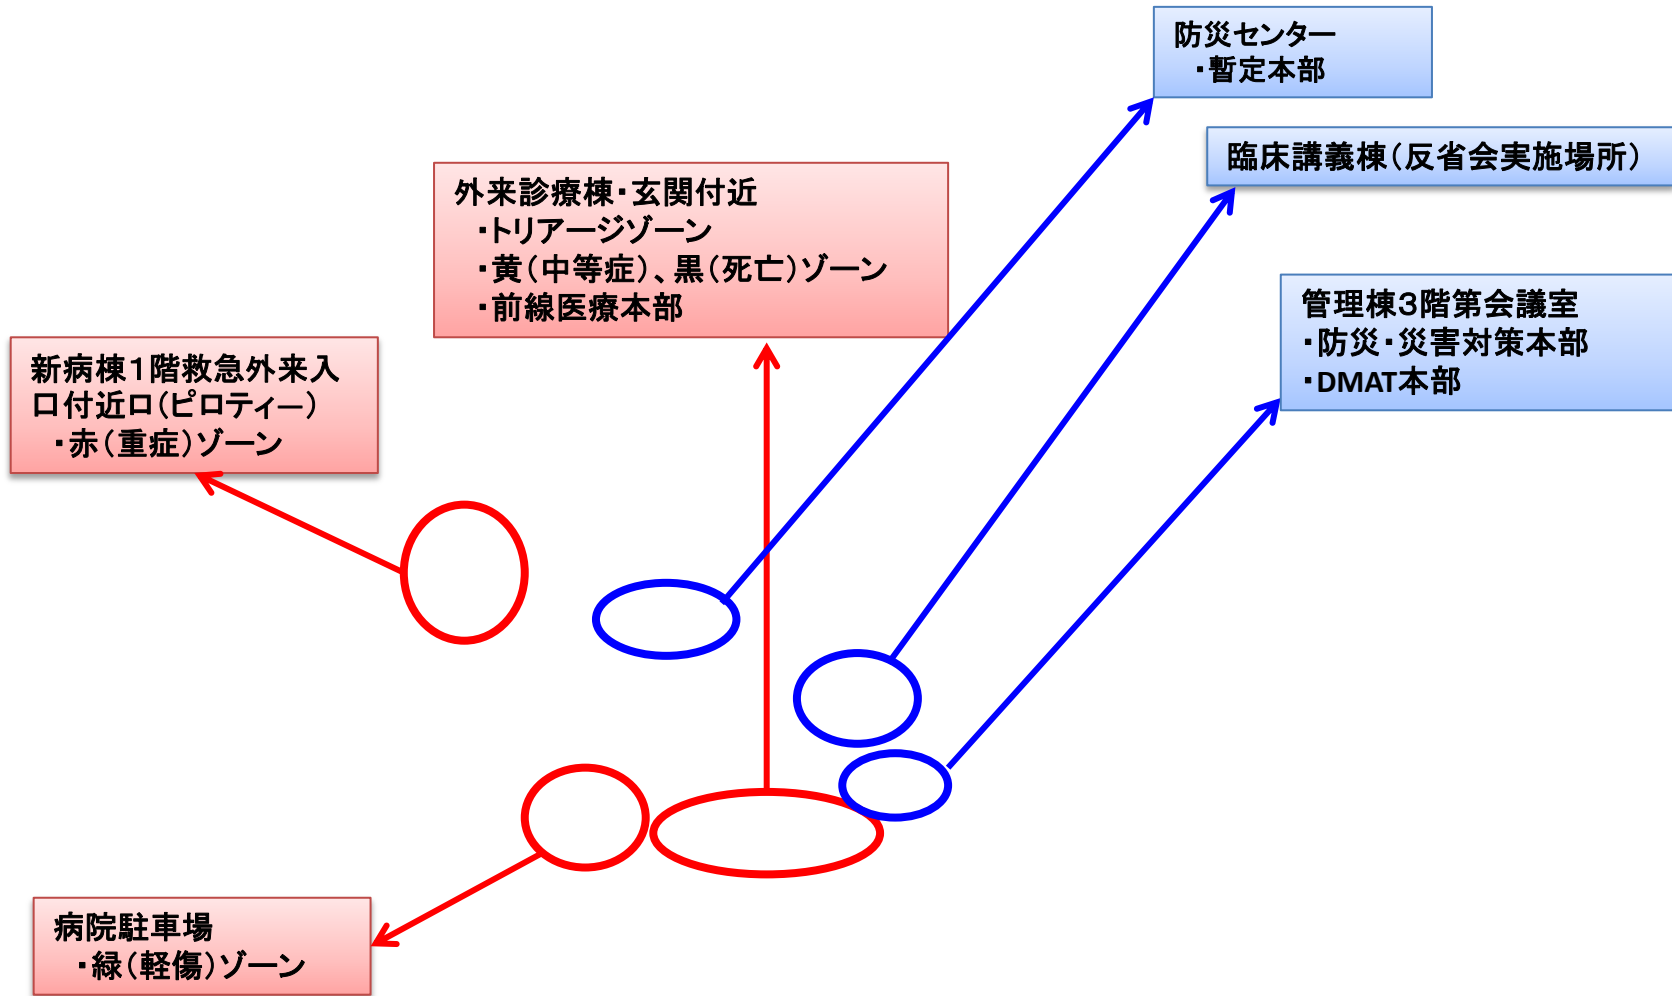 防災センター
・暫定本部
臨床講義棟（反省会実施場所）
外来診療棟・玄関付近
・トリアージゾーン
・黄（中等症）、黒（死亡）ゾーン
・前線医療本部
管理棟３階第会議室
・防災・災害対策本部
・DMAT本部
新病棟１階救急外来入
口付近ロ（ピロティ―）
・赤（重症）ゾーン
病院駐車場
・緑（軽傷）ゾーン